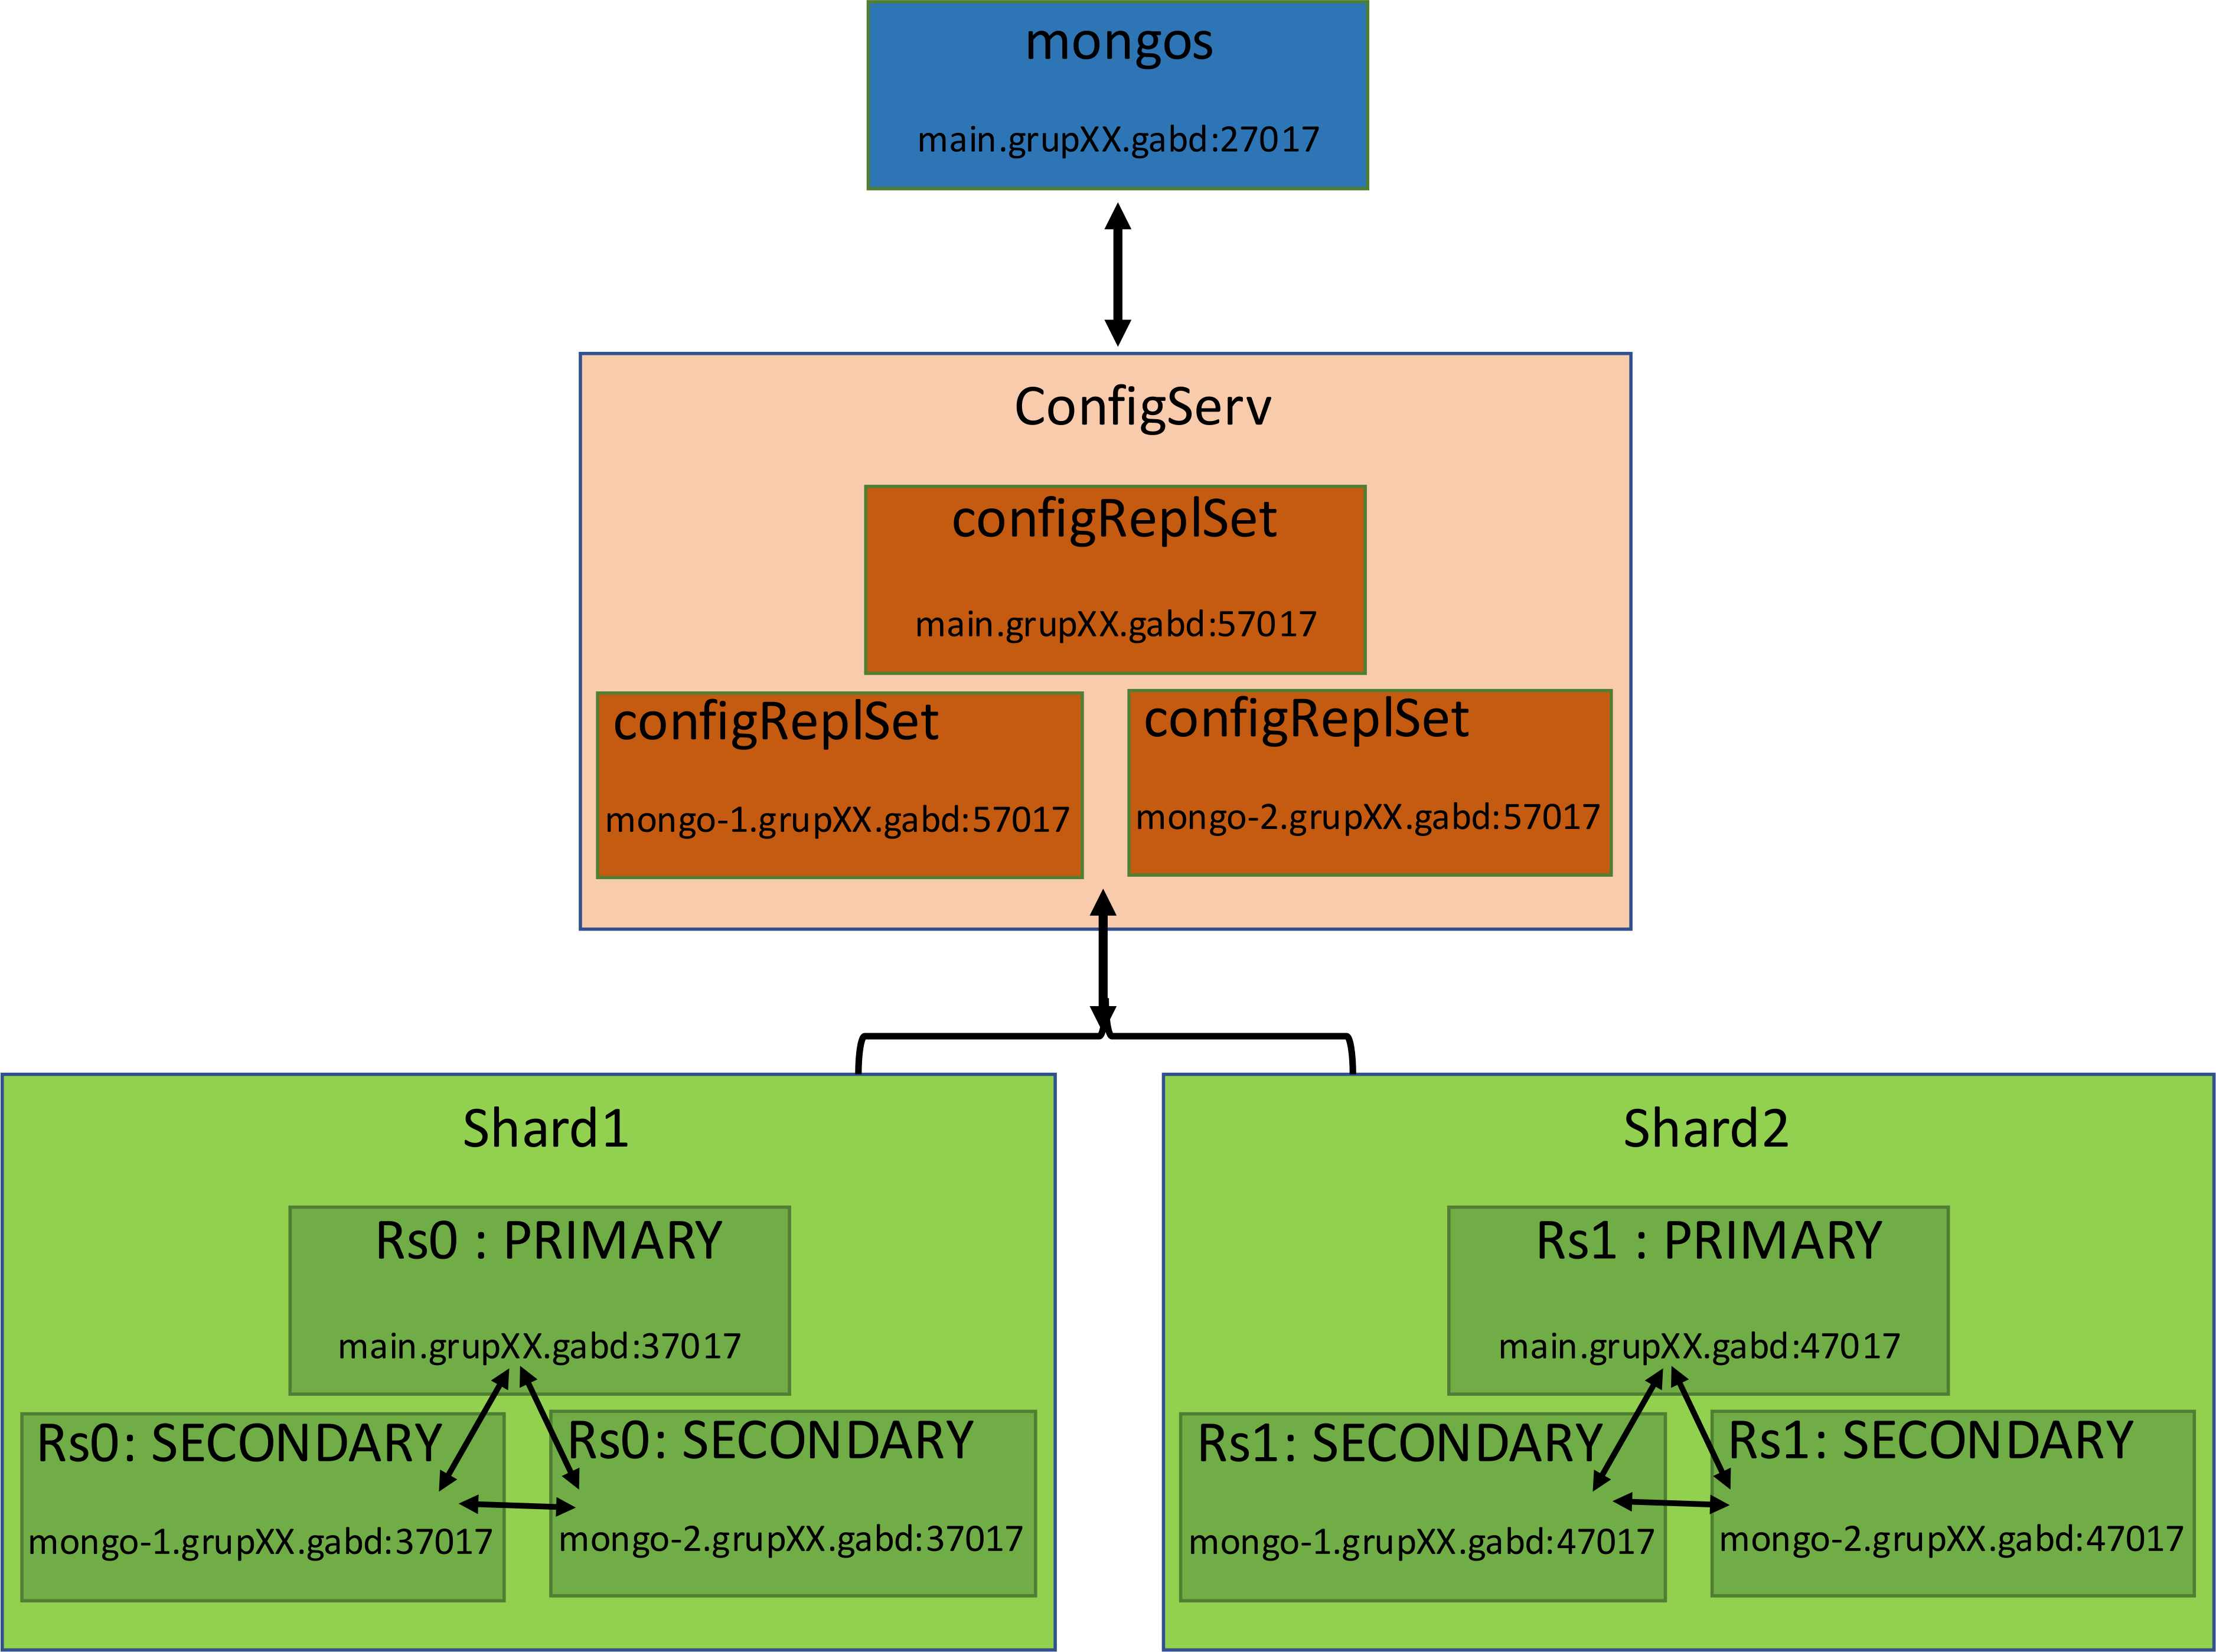 mongos
main.grupXX.gabd:27017
ConfigServ
configReplSet
main.grupXX.gabd:57017
configReplSet
mongo-1.grupXX.gabd:57017
configReplSet
mongo-2.grupXX.gabd:57017
Shard1
Rs0 : PRIMARY
main.grupXX.gabd:37017
Rs0: SECONDARY
mongo-1.grupXX.gabd:37017
Rs0: SECONDARY
mongo-2.grupXX.gabd:37017
Shard2
Rs1 : PRIMARY
main.grupXX.gabd:47017
Rs1: SECONDARY
mongo-1.grupXX.gabd:47017
Rs1: SECONDARY
mongo-2.grupXX.gabd:47017